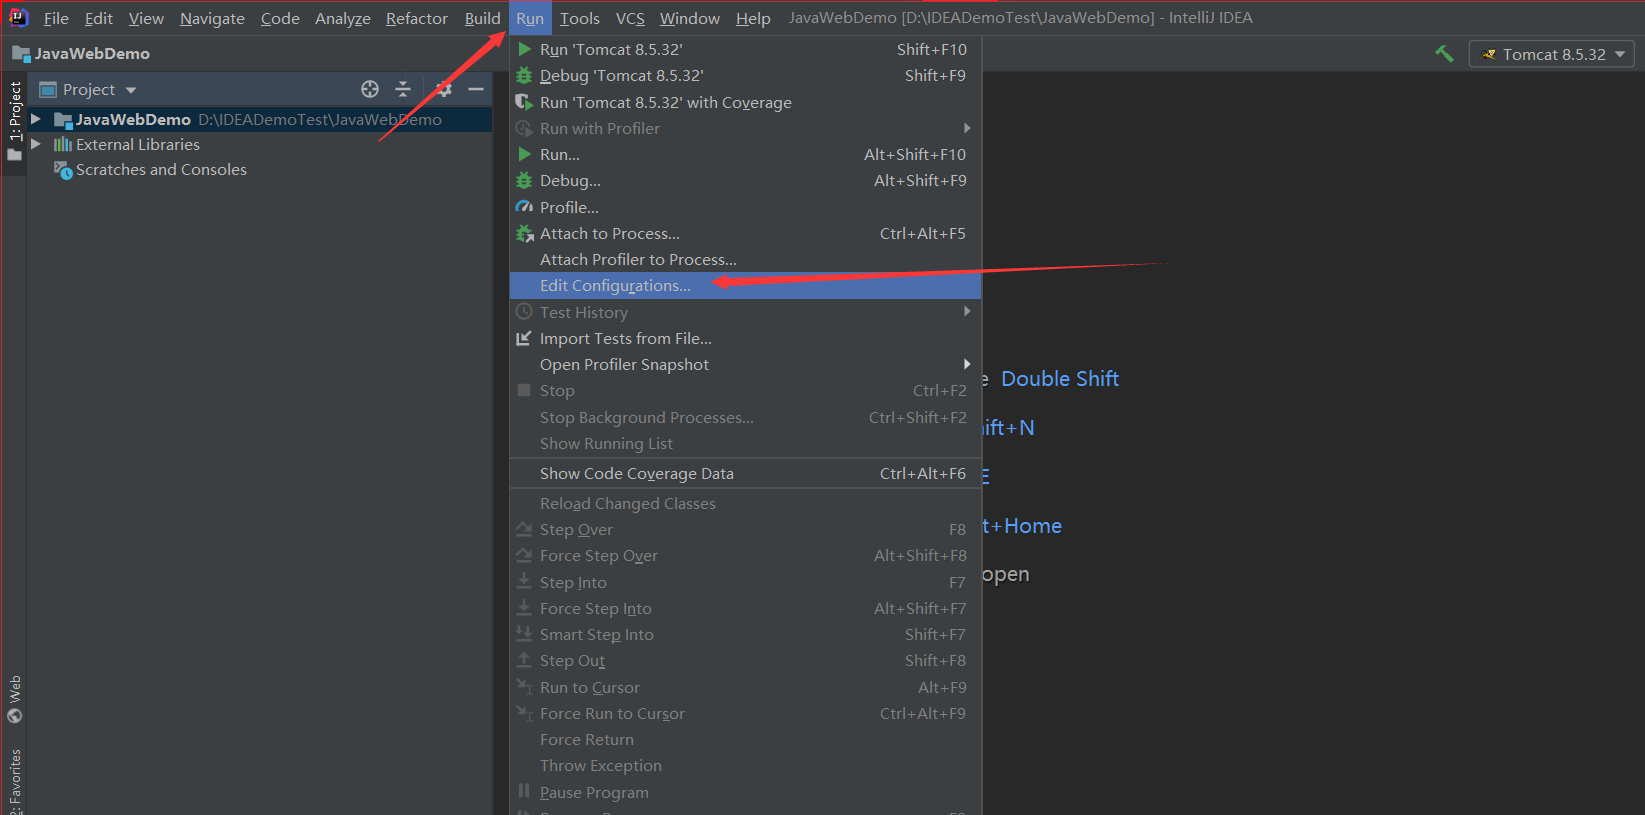 File Edit View Navigate Code Analyze Refactor Build Run Tools VCS Window Help JavaWebDemo [D:\IDEADemoTest\JavaWebDemo] - IntelliJ IDEA
JavaWebDemo
Tomcat 8.5.32
1: Project
Project
JavaWebDemo D:\IDEADemoTest\JavaWebDemo
External Libraries
Scratches and Consoles
Web
2: Favorites
Run 'Tomcat 8.5.32' Shift+F10
Debug 'Tomcat 8.5.32' Shift+F9
Run 'Tomcat 8.5.32' with Coverage
Run with Profiler
Run... Alt+Shift+F10
Debug... Alt+Shift+F9
Profile...
Attach to Process... Ctrl+Alt+F5
Attach Profiler to Process...
Edit Configurations...
Test History
Import Tests from File...
Open Profiler Snapshot
Stop Ctrl+F2
Stop Background Processes... Ctrl+Shift+F2
Show Running List
Show Code Coverage Data Ctrl+Alt+F6
Reload Changed Classes
Step Over F8
Force Step Over Alt+Shift+F8
Step Into F7
Force Step Into Alt+Shift+F7
Smart Step Into Shift+F7
Step Out Shift+F8
Run to Cursor Alt+F9
Force Run to Cursor Ctrl+Alt+F9
Force Return
Throw Exception
Pause Program
e Double Shift
ift+N
E
t+Home
open